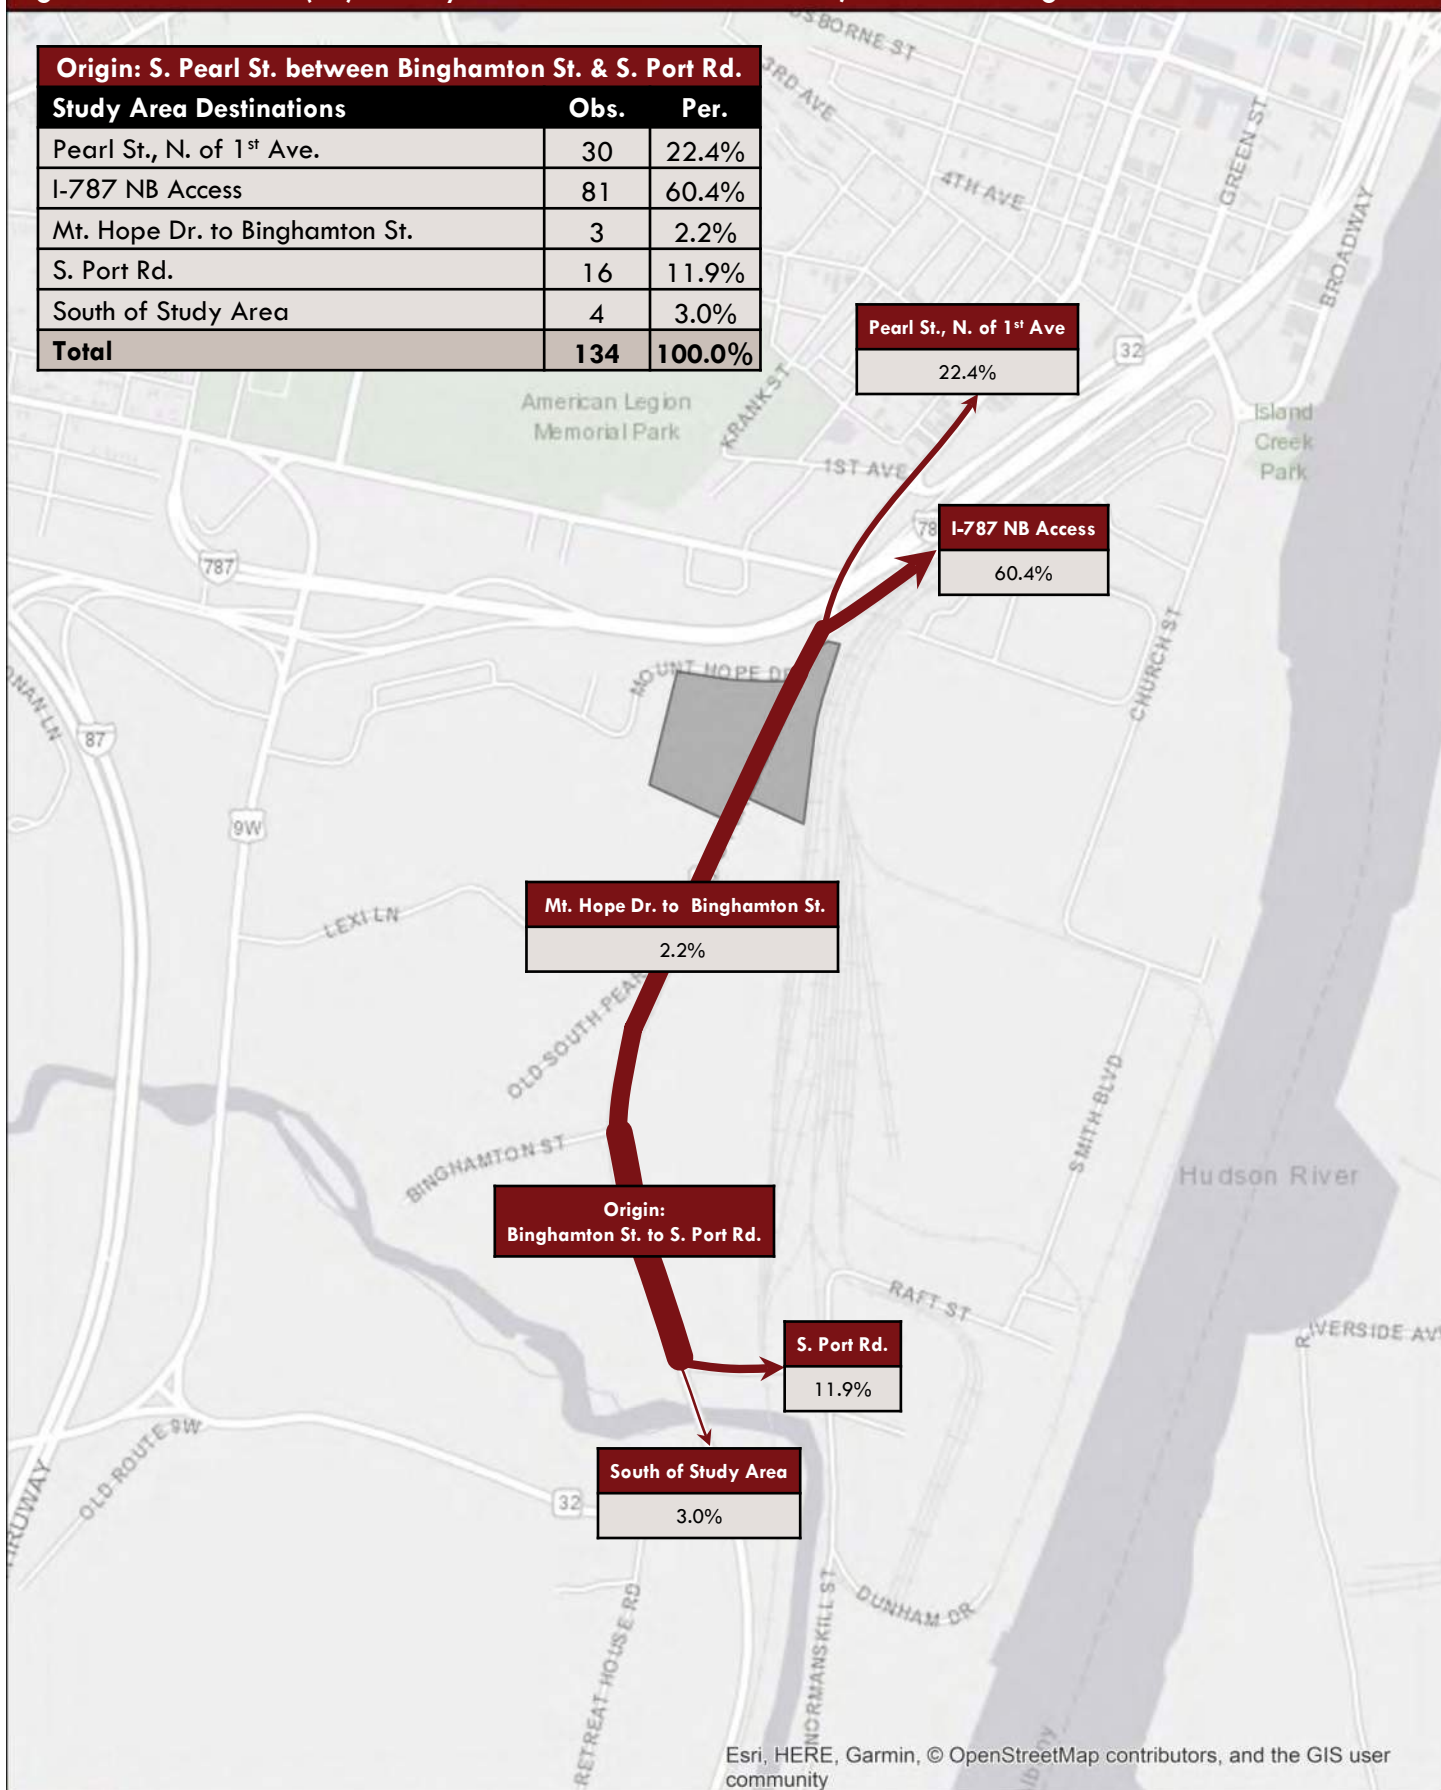 Origin: S. Pearl St. between Binghamton St. & S. Port Rd.
Study Area Destinations Obs. Per.
Pearl St., N. of 1st Ave. 30 22.4%
I-787 NB Access 81 60.4%
Mt. Hope Dr. to Binghamton St. 3 2.2%
S. Port Rd. 16 11.9%
South of Study Area 4 3.0%
Total 134 100.0%
OSBORNE ST
3RD AVE
4TH AVE
GREEN ST
BROADWAY
32
Pearl St., N. of 1st Ave
22.4%
American Legion
Memorial Park
KRANK ST
1ST AVE
Island
Creek
Park
78
I-787 NB Access
60.4%
787
MOUNT HOPE DR
CHURCH ST
ONAN LN
87
9W
LEXI LN
Mt. Hope Dr. to Binghamton St.
2.2%
OLD SOUTH PEAR
BINGHAMTON ST
SMITH BLVD
Hudson River
Origin:
Binghamton St. to S. Port Rd.
RAFT ST
S. Port Rd.
11.9%
RIVERSIDE AV
OLD ROUTE 9W
HRUWAY
South of Study Area
3.0%
32
RETREAT HOUSE RD
NORMANSKILL ST
DUNHAM DR
lbany
Esri, HERE, Garmin, © OpenStreetMap contributors, and the GIS user
community